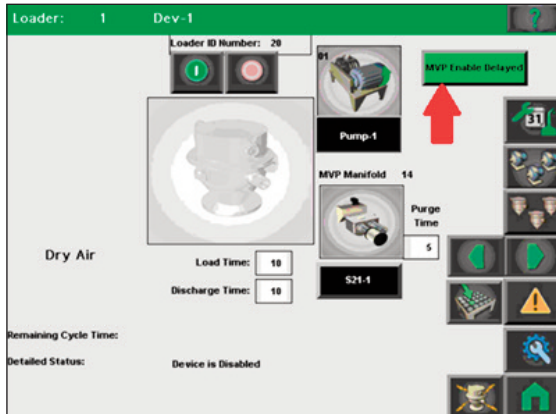 Loader: 1 Dev-1
?
Loader ID Number: 20
01
MVP Enable Delayed
31
Pump-1
MVP Manifold 14
Purge
Time
5
Dry Air
Load Time: 10
S21-1
Discharge Time: 10
Remaining Cycle Time:
Detailed Status: Device is Disabled